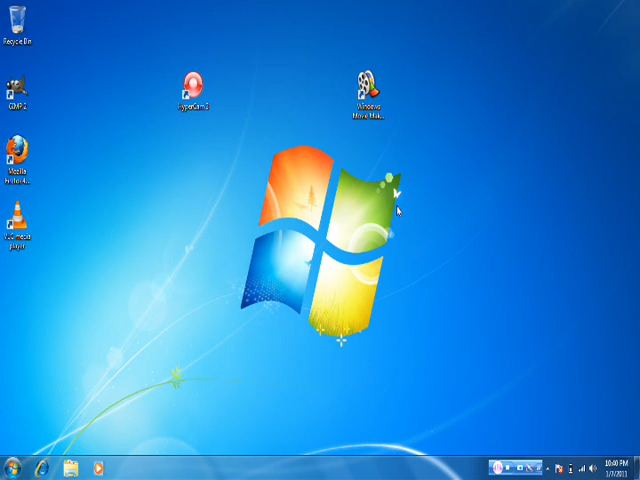 Recycle Bin
GIMP 2
HyperCam 2
Windows
Movie Mak...
Mozilla
Firefox 4...
VLC media
player
10:40 PM
1/7/2011